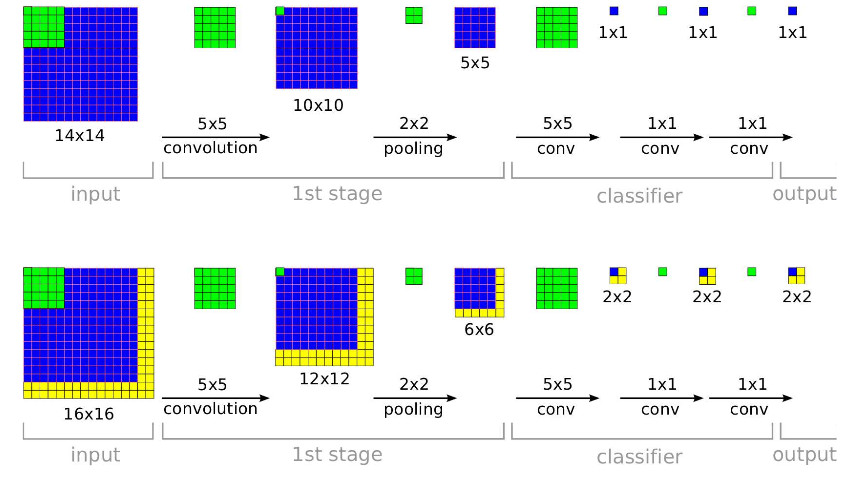 1x1 1x1 1x1
5x5
10x10
14x14
5x5 2x2 5x5 1x1 1x1
convolution pooling conv conv conv
input 1st stage classifier output
2x2 2x2 2x2
6x6
12x12
16x16
5x5 2x2 5x5 1x1 1x1
convolution pooling conv conv conv
input 1st stage classifier output